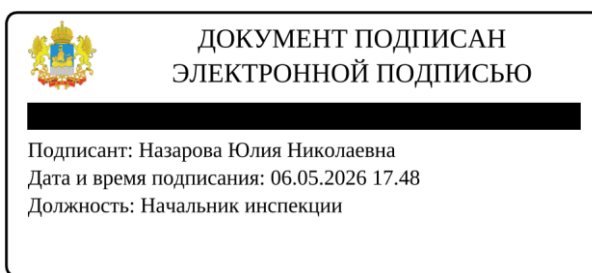 ДОКУМЕНТ ПОДПИСАН
ЭЛЕКТРОННОЙ ПОДПИСЬЮ
Подписант: Назарова Юлия Николаевна
Дата и время подписания: 06.05.2026 17.48
Должность: Начальник инспекции